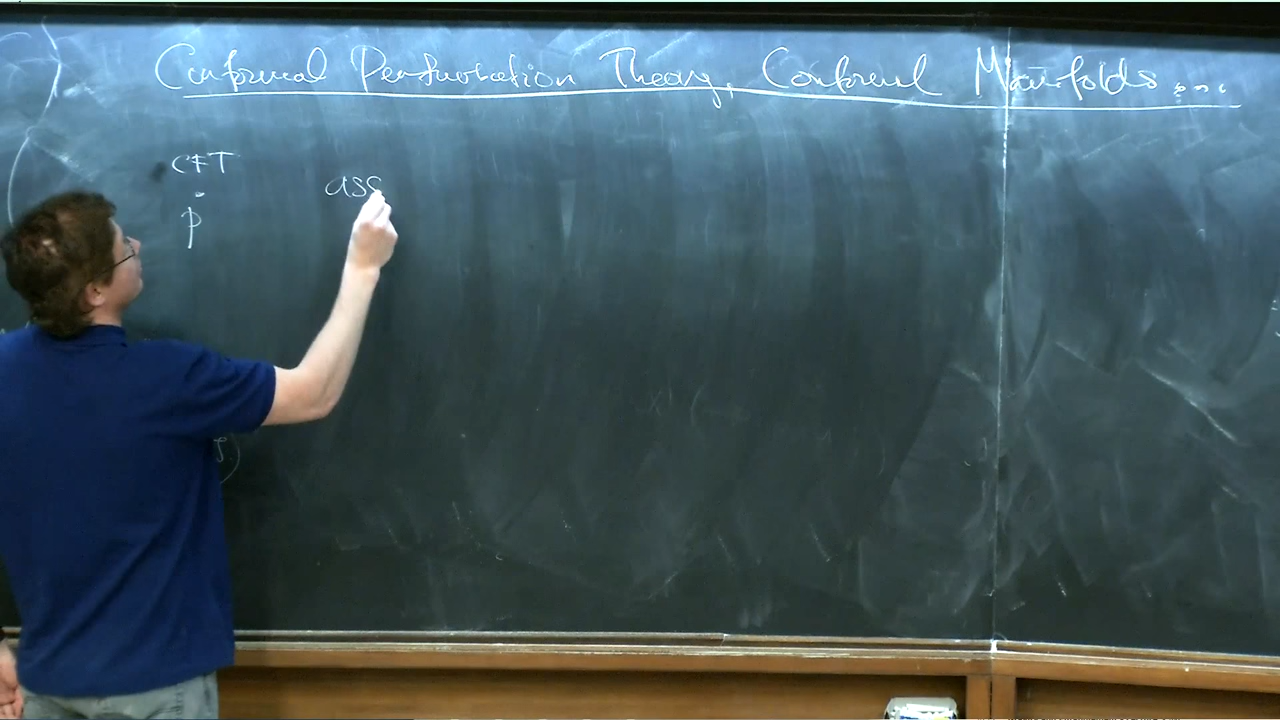 Conformal Perturbation Theory, Conformal Manifolds ....
CFT
p
ass